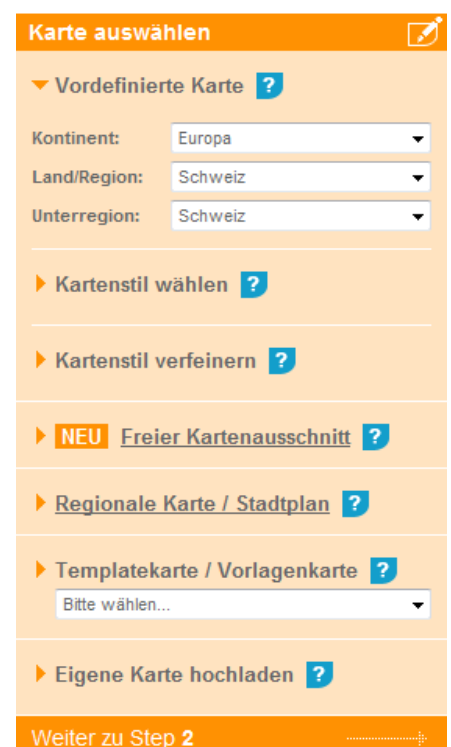 Karte auswählen
Vordefinierte Karte ?
Kontinent: Europa
Land/Region: Schweiz
Unterregion: Schweiz
Kartenstil wählen ?
Kartenstil verfeinern ?
NEU Freier Kartenausschnitt ?
Regionale Karte / Stadtplan ?
Templatekarte / Vorlagenkarte ?
Bitte wählen...
Eigene Karte hochladen ?
Weiter zu Step 2